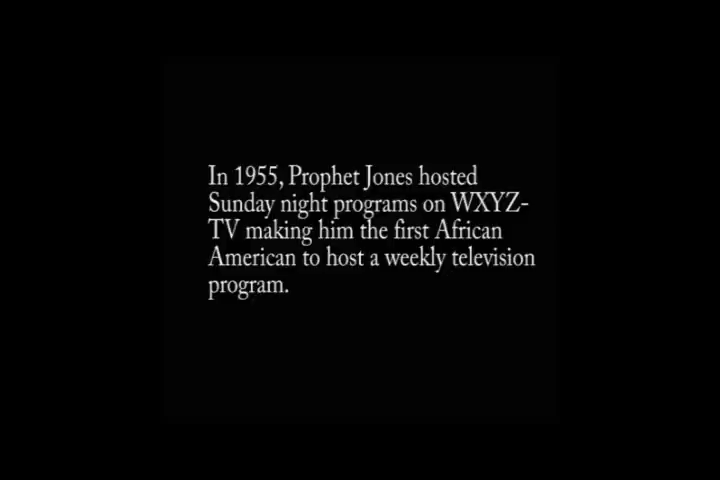 In 1955, Prophet Jones hosted
Sunday night programs on WXYZ-
TV making him the first African
American to host a weekly television
program.